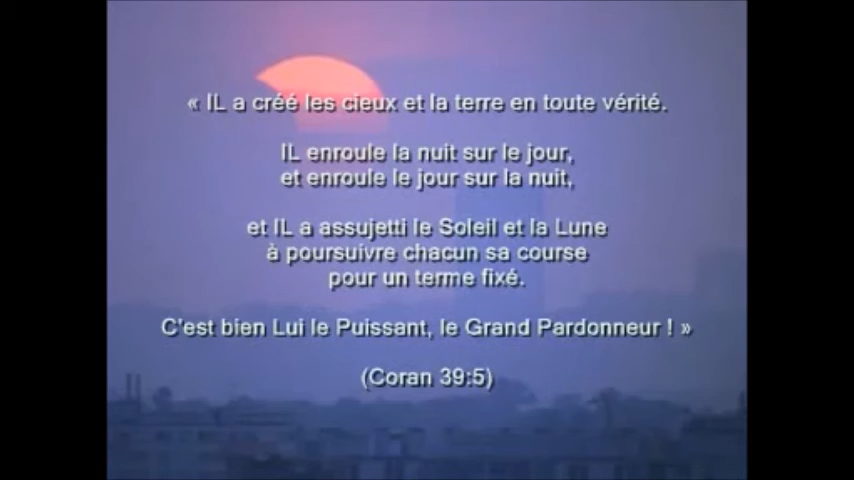 « IL a créé les cieux et la terre en toute vérité.
IL enroule la nuit sur le jour,
et enroule le jour sur la nuit,
et IL a assujetti le Soleil et la Lune
à poursuivre chacun sa course
pour un terme fixé.
C'est bien Lui le Puissant, le Grand Pardonneur ! »
(Coran 39:5)